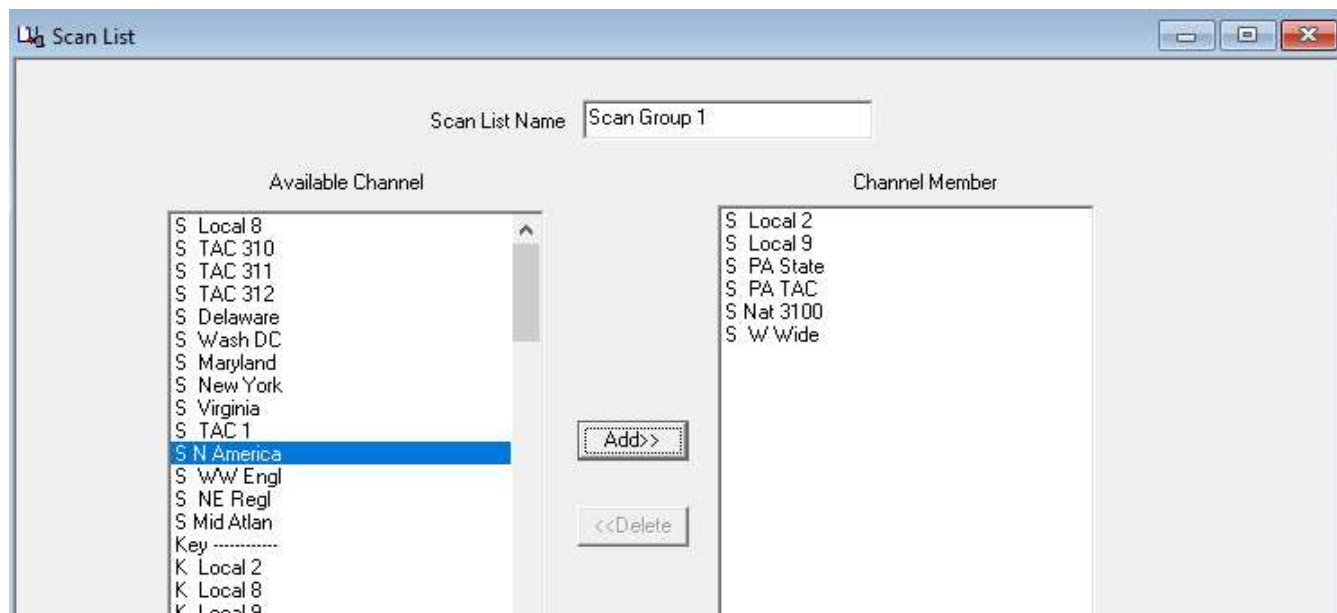 Scan List
Scan List Name Scan Group 1
Available Channel
S Local 8
S TAC 310
S TAC 311
S TAC 312
S Delaware
S Wash DC
S Maryland
S New York
S Virginia
S TAC 1
S N America
S WW Engl
S NE Regl
S Mid Atlan
Key -----------
K Local 2
K Local 8
K Local 9
Add>>
<<Delete
Channel Member
S Local 2
S Local 9
S PA State
S PA TAC
S Nat 3100
S W Wide